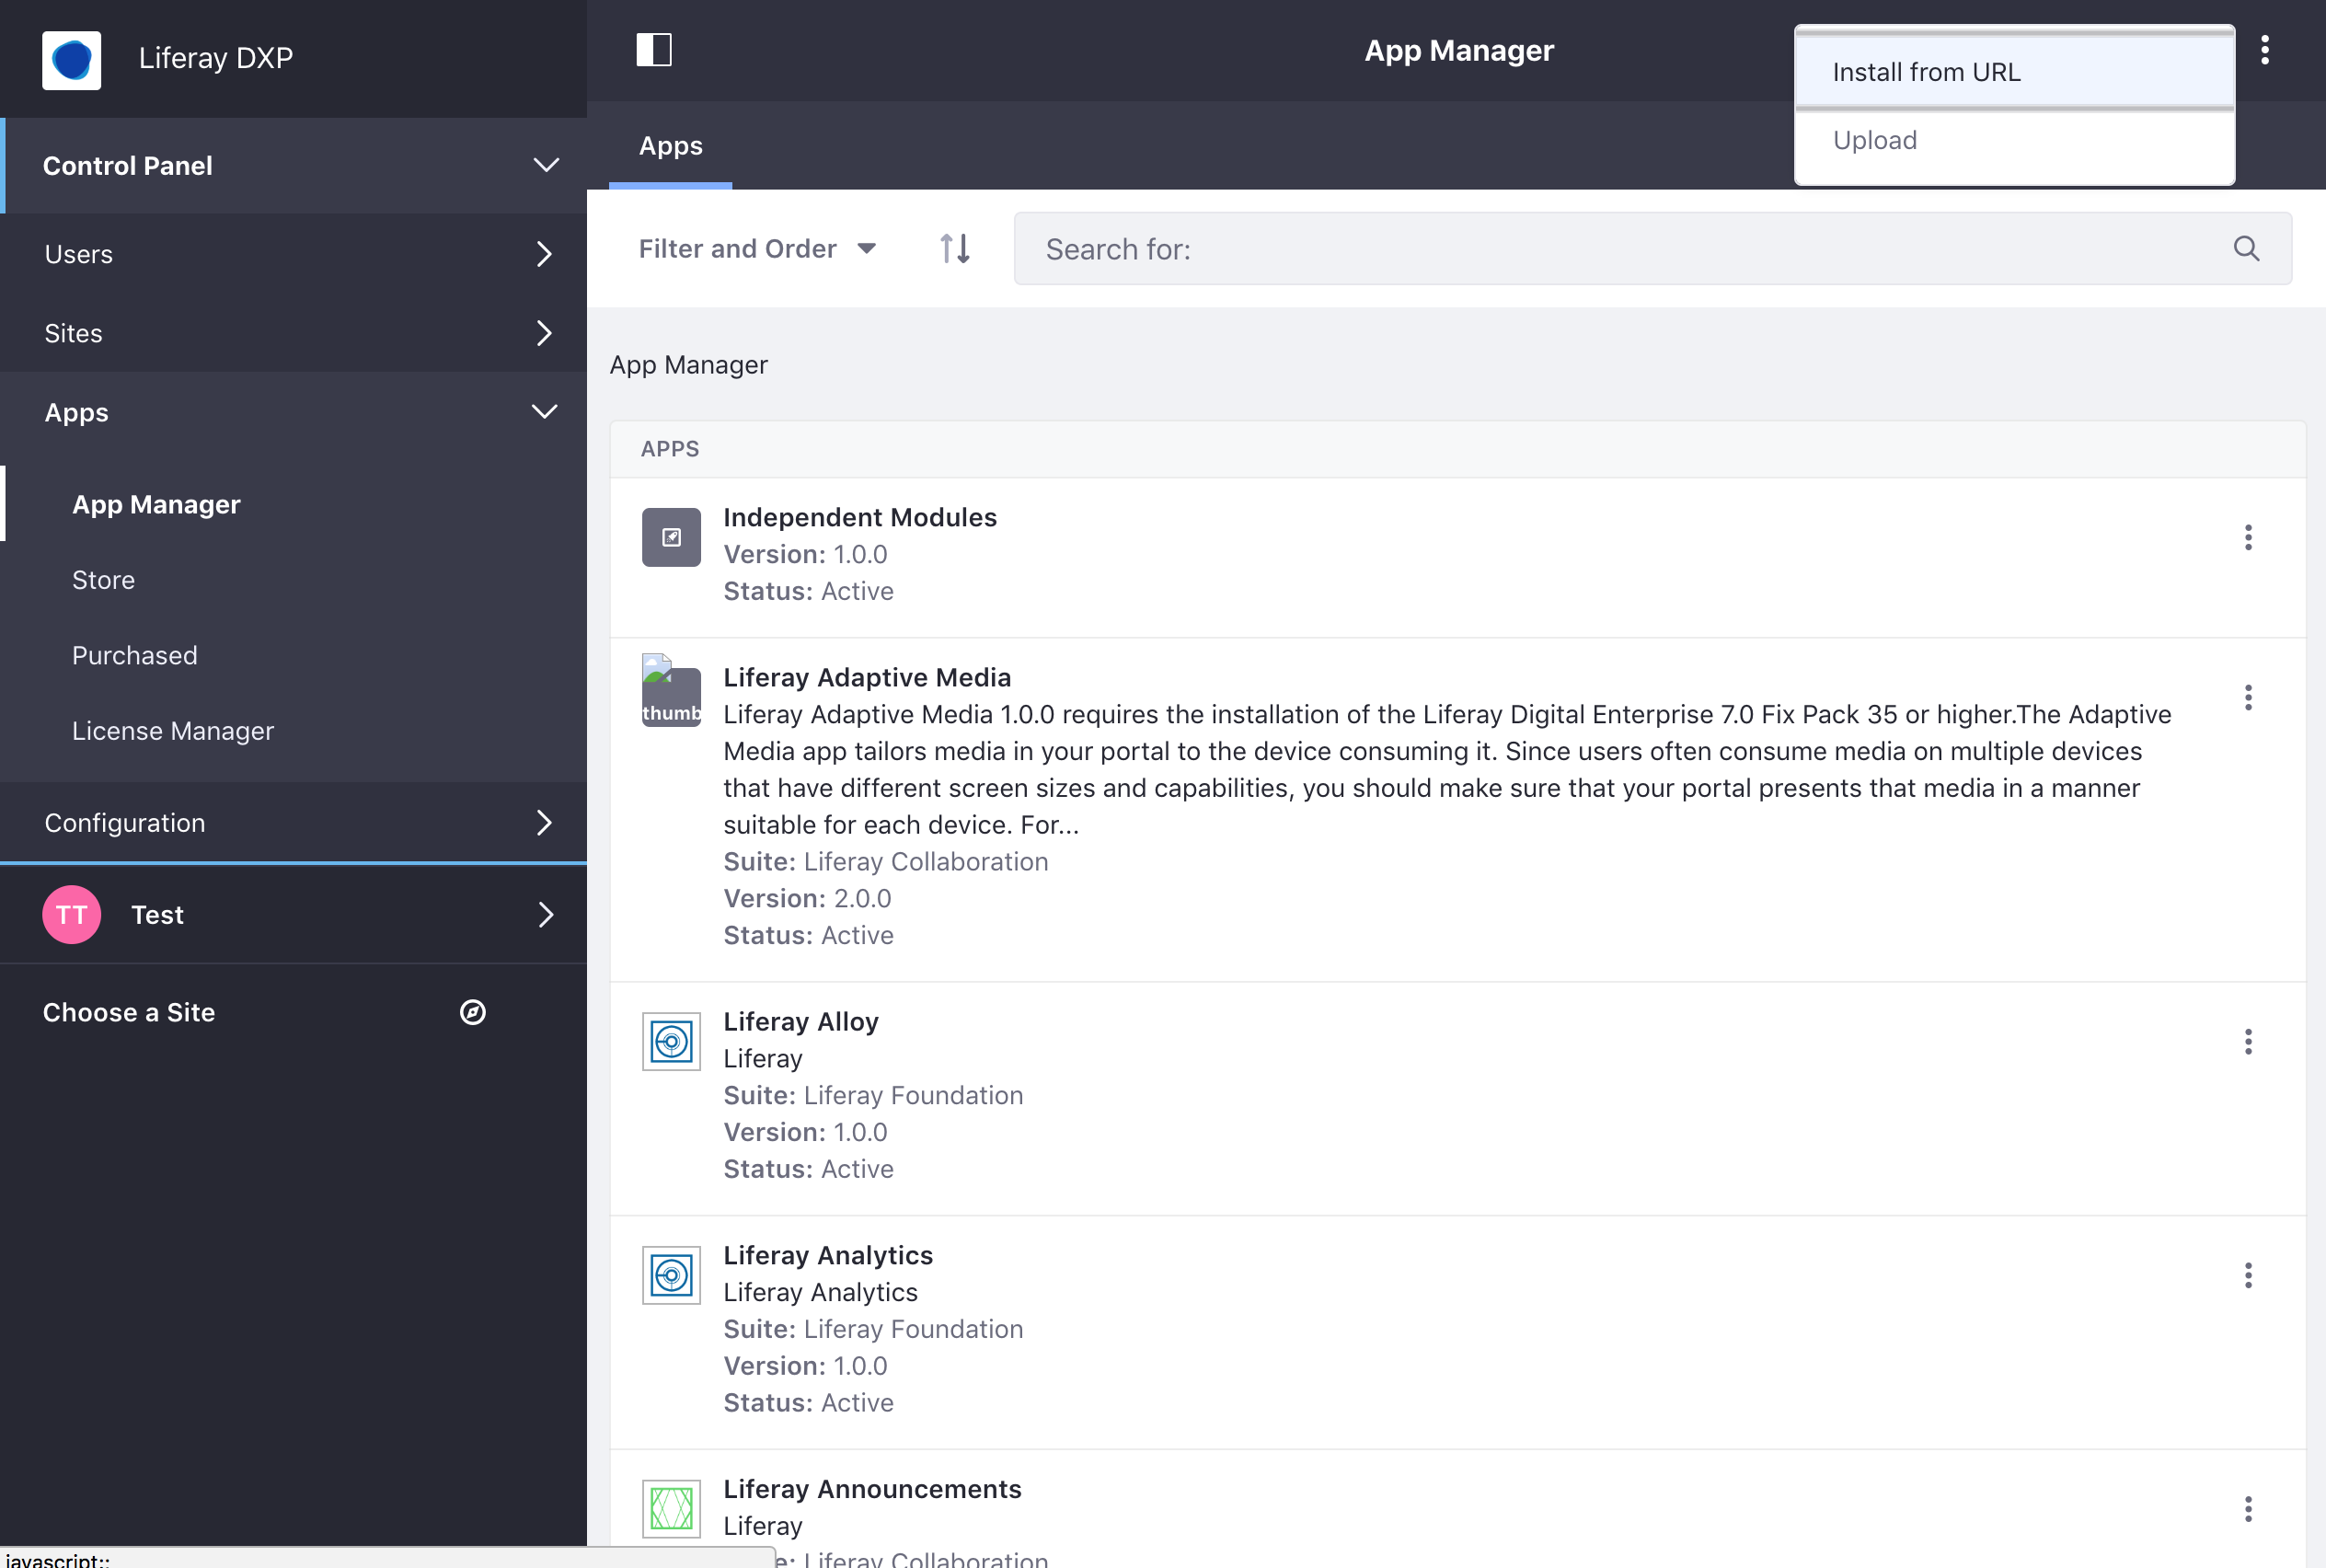 Liferay DXP
Control Panel
Users
Sites
Apps
App Manager
Store
Purchased
License Manager
Configuration
TT Test
Choose a Site
javascript:;
App Manager
Install from URL
Upload
Apps
Filter and Order
Search for:
App Manager
APPS
Independent Modules
Version: 1.0.0
Status: Active
thumb
Liferay Adaptive Media
Liferay Adaptive Media 1.0.0 requires the installation of the Liferay Digital Enterprise 7.0 Fix Pack 35 or higher.The Adaptive
Media app tailors media in your portal to the device consuming it. Since users often consume media on multiple devices
that have different screen sizes and capabilities, you should make sure that your portal presents that media in a manner
suitable for each device. For...
Suite: Liferay Collaboration
Version: 2.0.0
Status: Active
Liferay Alloy
Liferay
Suite: Liferay Foundation
Version: 1.0.0
Status: Active
Liferay Analytics
Liferay Analytics
Suite: Liferay Foundation
Version: 1.0.0
Status: Active
Liferay Announcements
Liferay
e: Liferay Collaboration